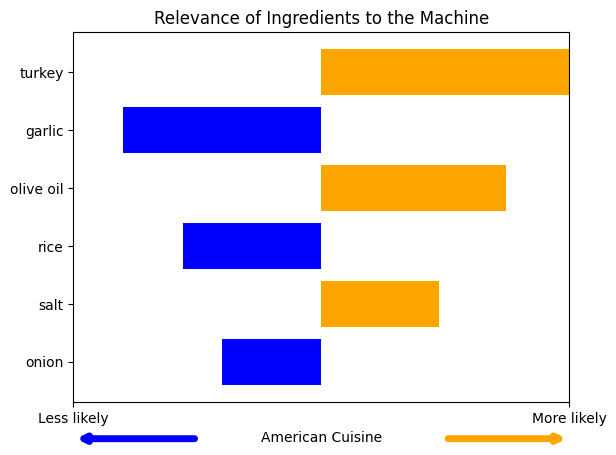 Relevance of Ingredients to the Machine
turkey
garlic
olive oil
rice
salt
onion
Less likely More likely
American Cuisine